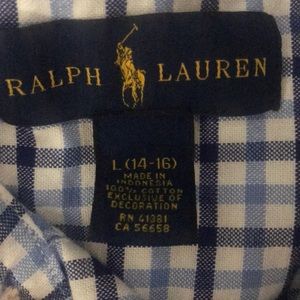 RALPH LAUREN
L (14-16)
MADE IN
INDONESIA
100% COTTON
EXCLUSIVE OF
DECORATION
RN 41381
CA 56658